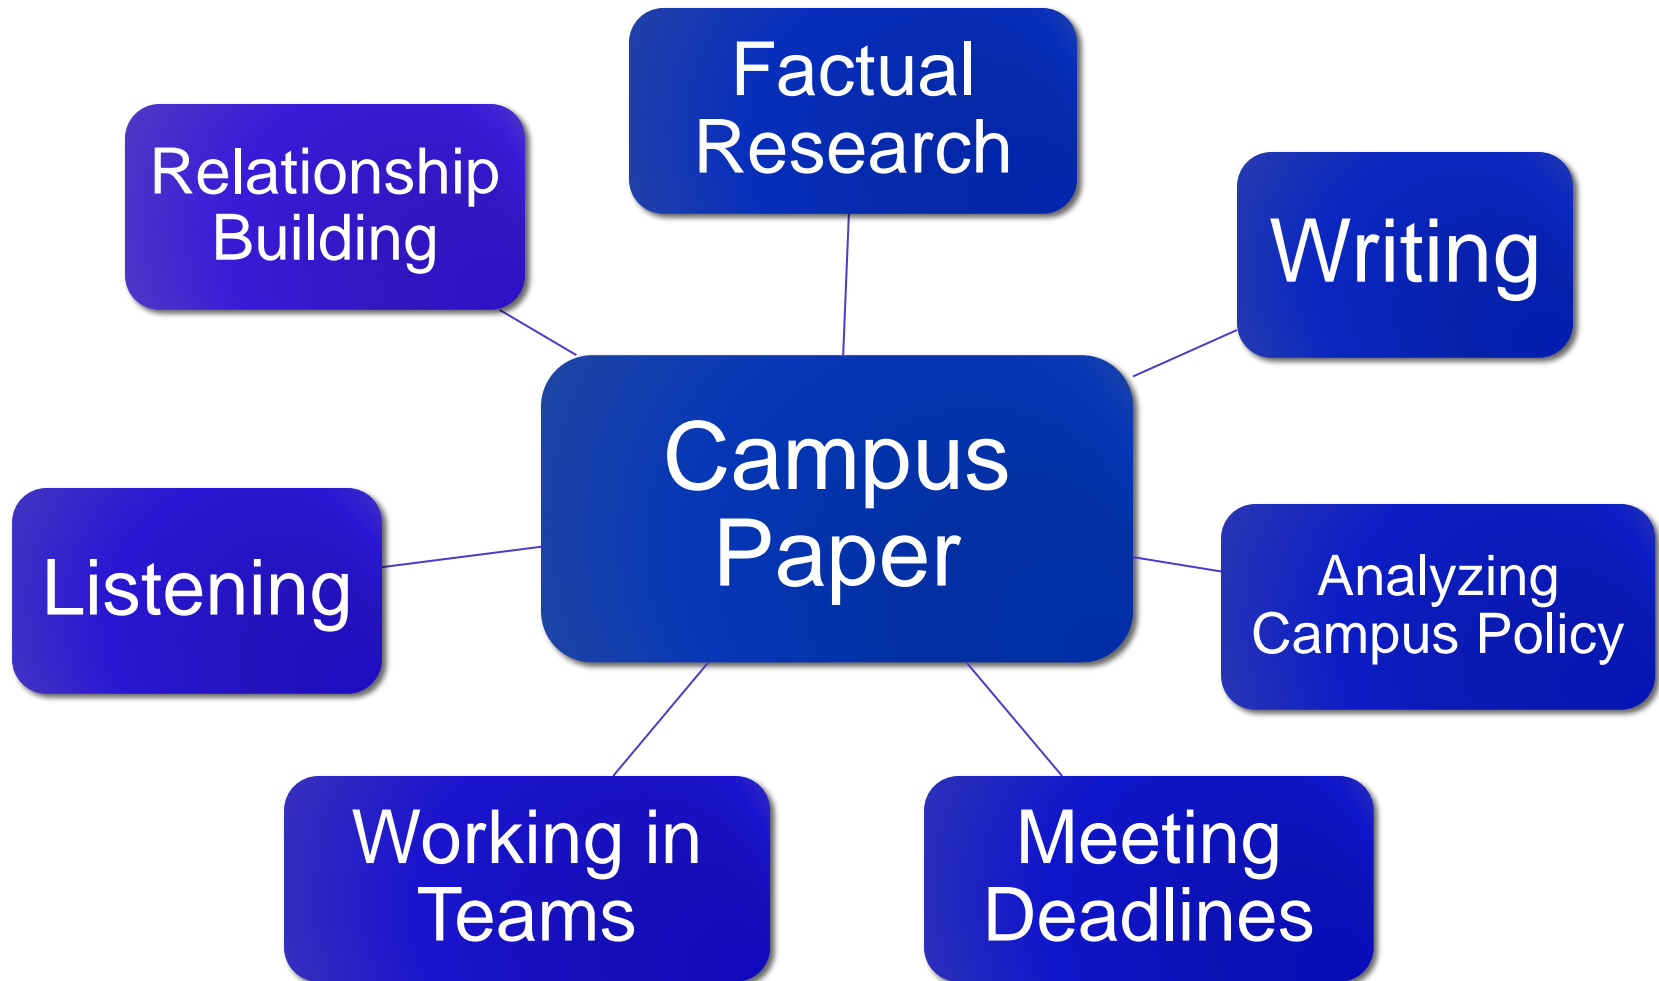 Factual
Research
Relationship
Building
Writing
Campus
Paper
Listening
Analyzing
Campus Policy
Working in
Teams
Meeting
Deadlines